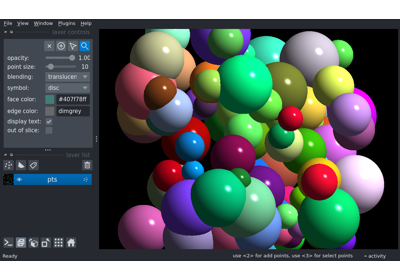 File View Window Plugins Help
layer controls
opacity: 1.00
point size: 10
blending: translucen
symbol: disc
face color: #407f78ff
edge color: dimgrey
display text:
out of slice:
layer list
pts
Ready use <2> for add points, use <3> for select points activity